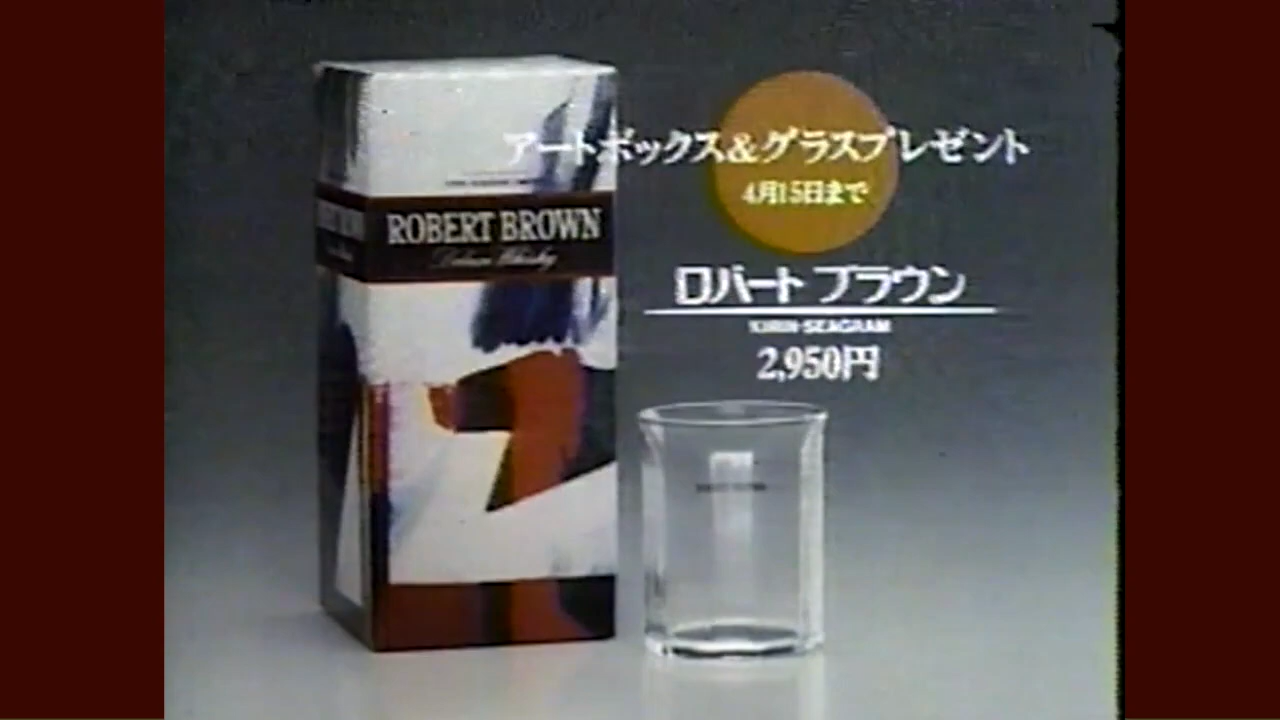 アートボックス&グラスプレゼント
4月15日まで
ROBERT BROWN
Deluxe Whisky
ロバート ブラウン
KIRIN-SEAGRAM
2,950円